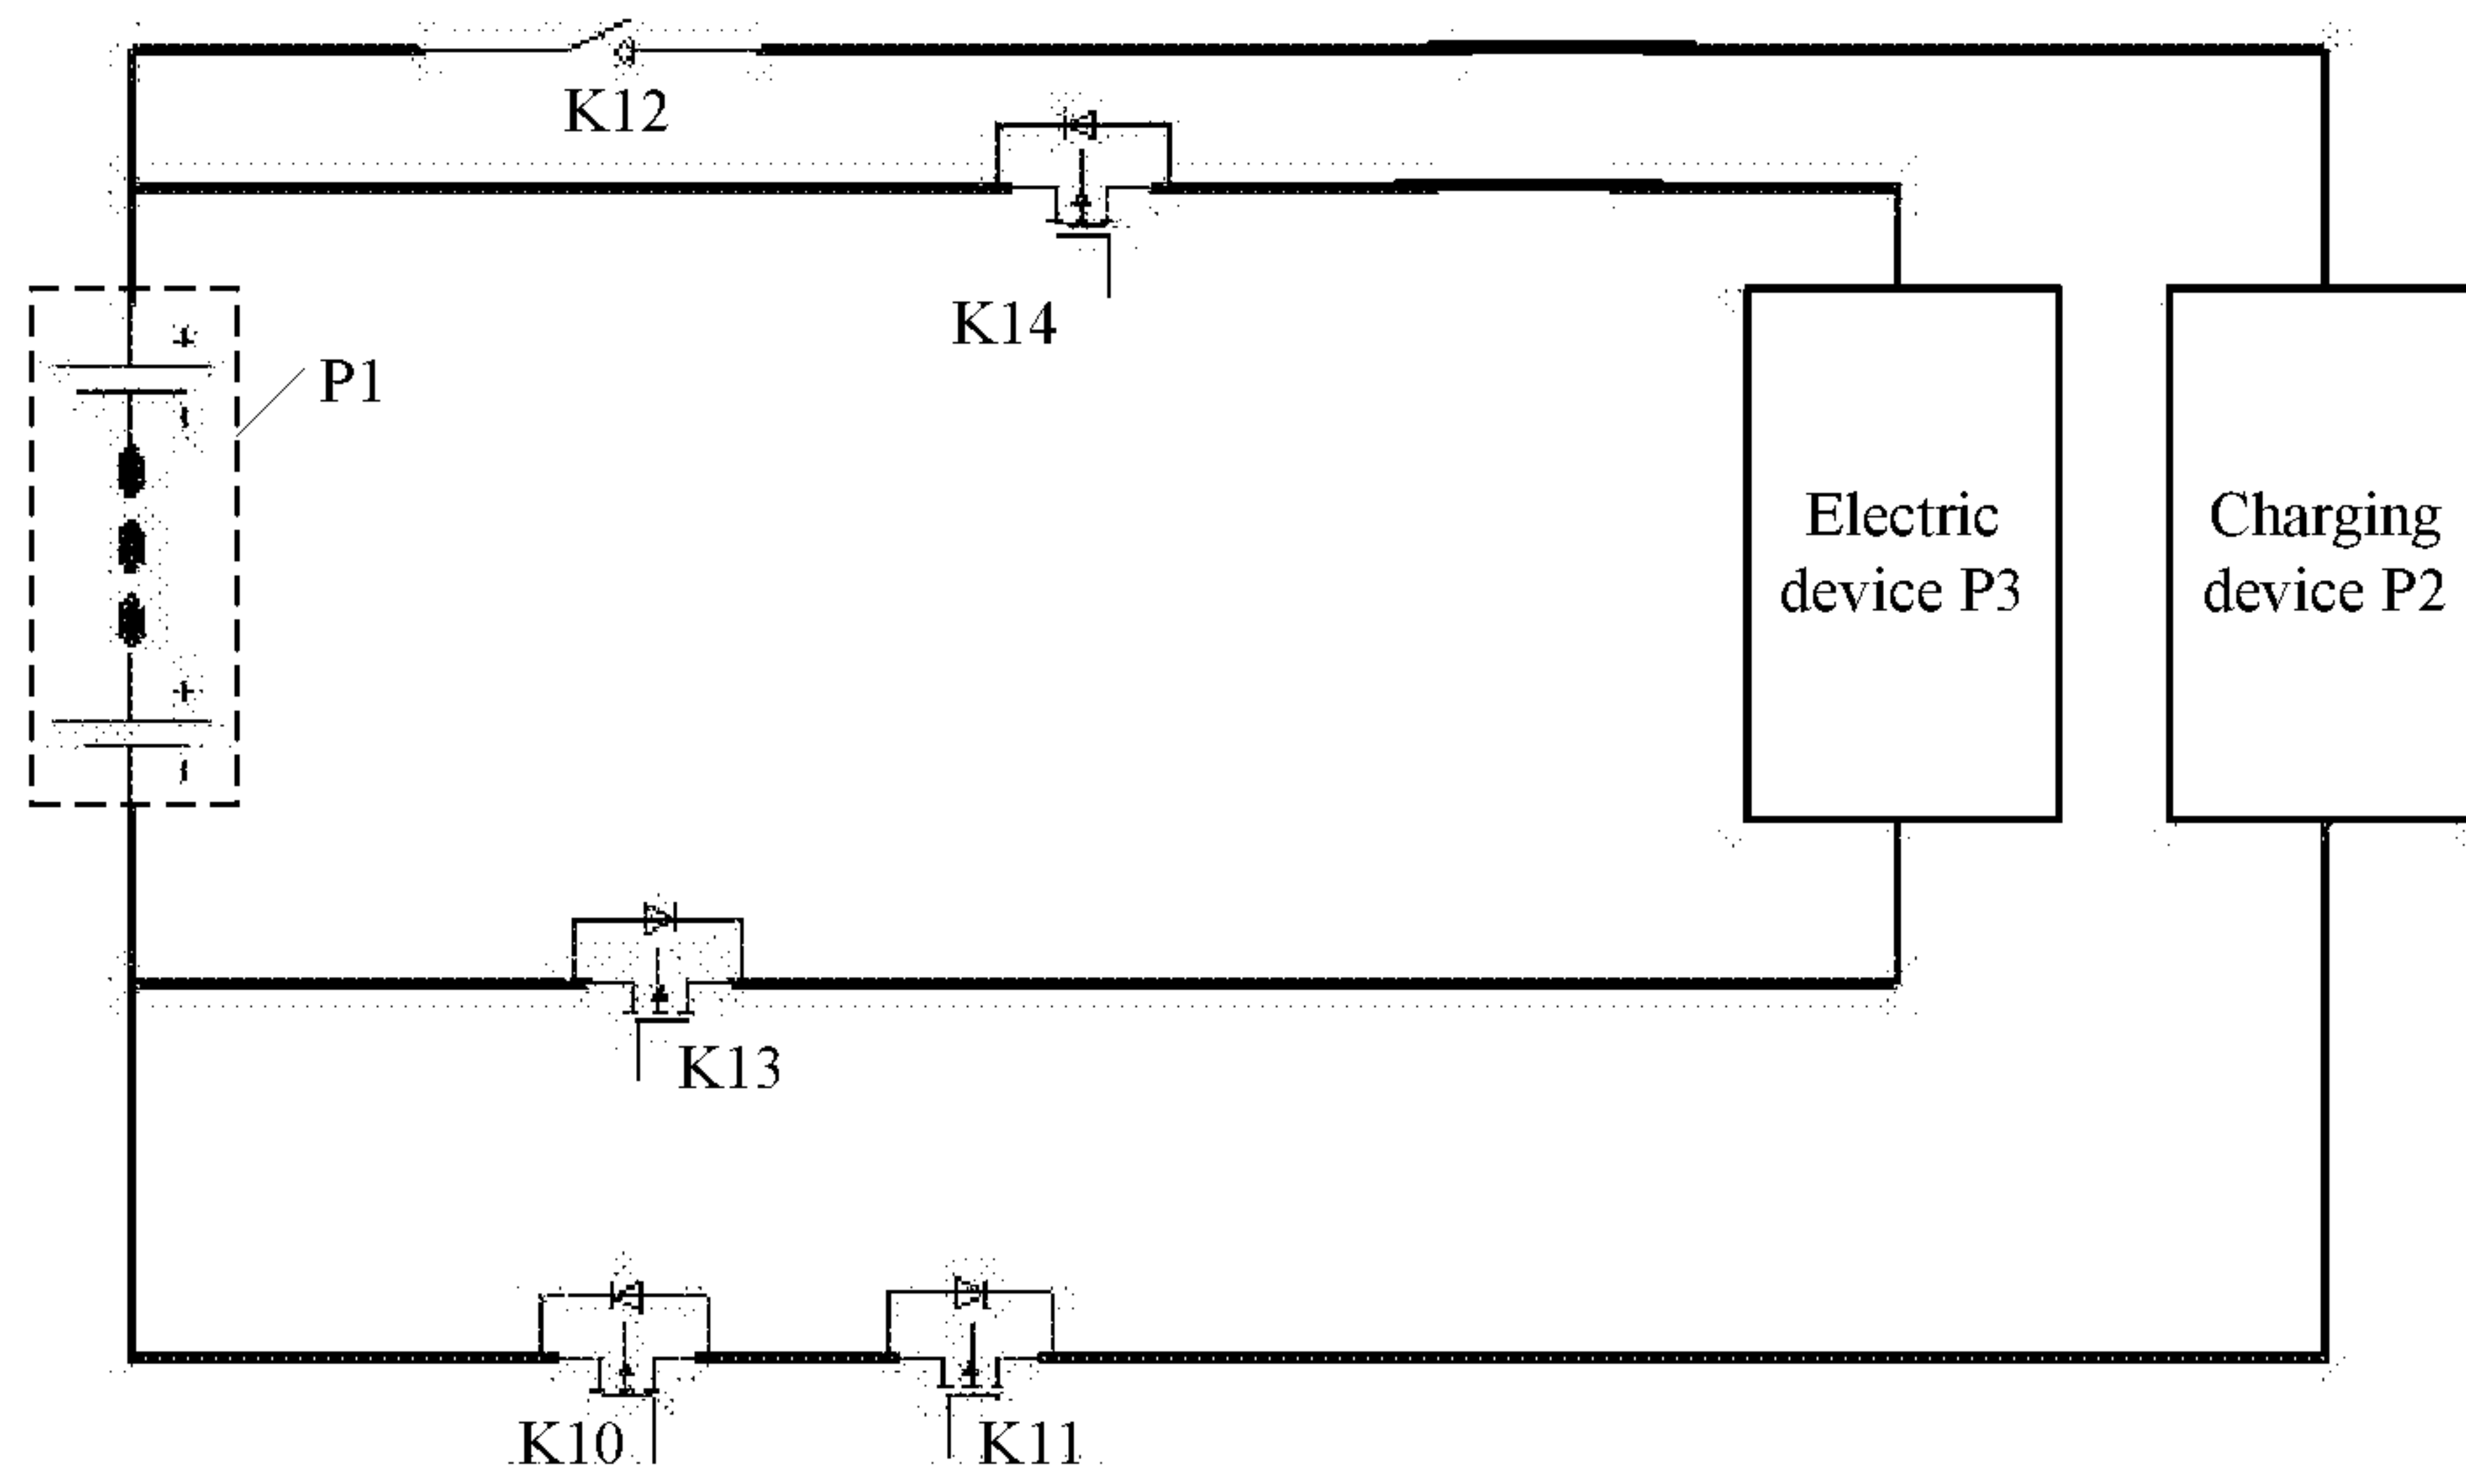 K12
K14
+
P1
-
Electric
device P3
Charging
device P2
+
-
K13
K10
K11